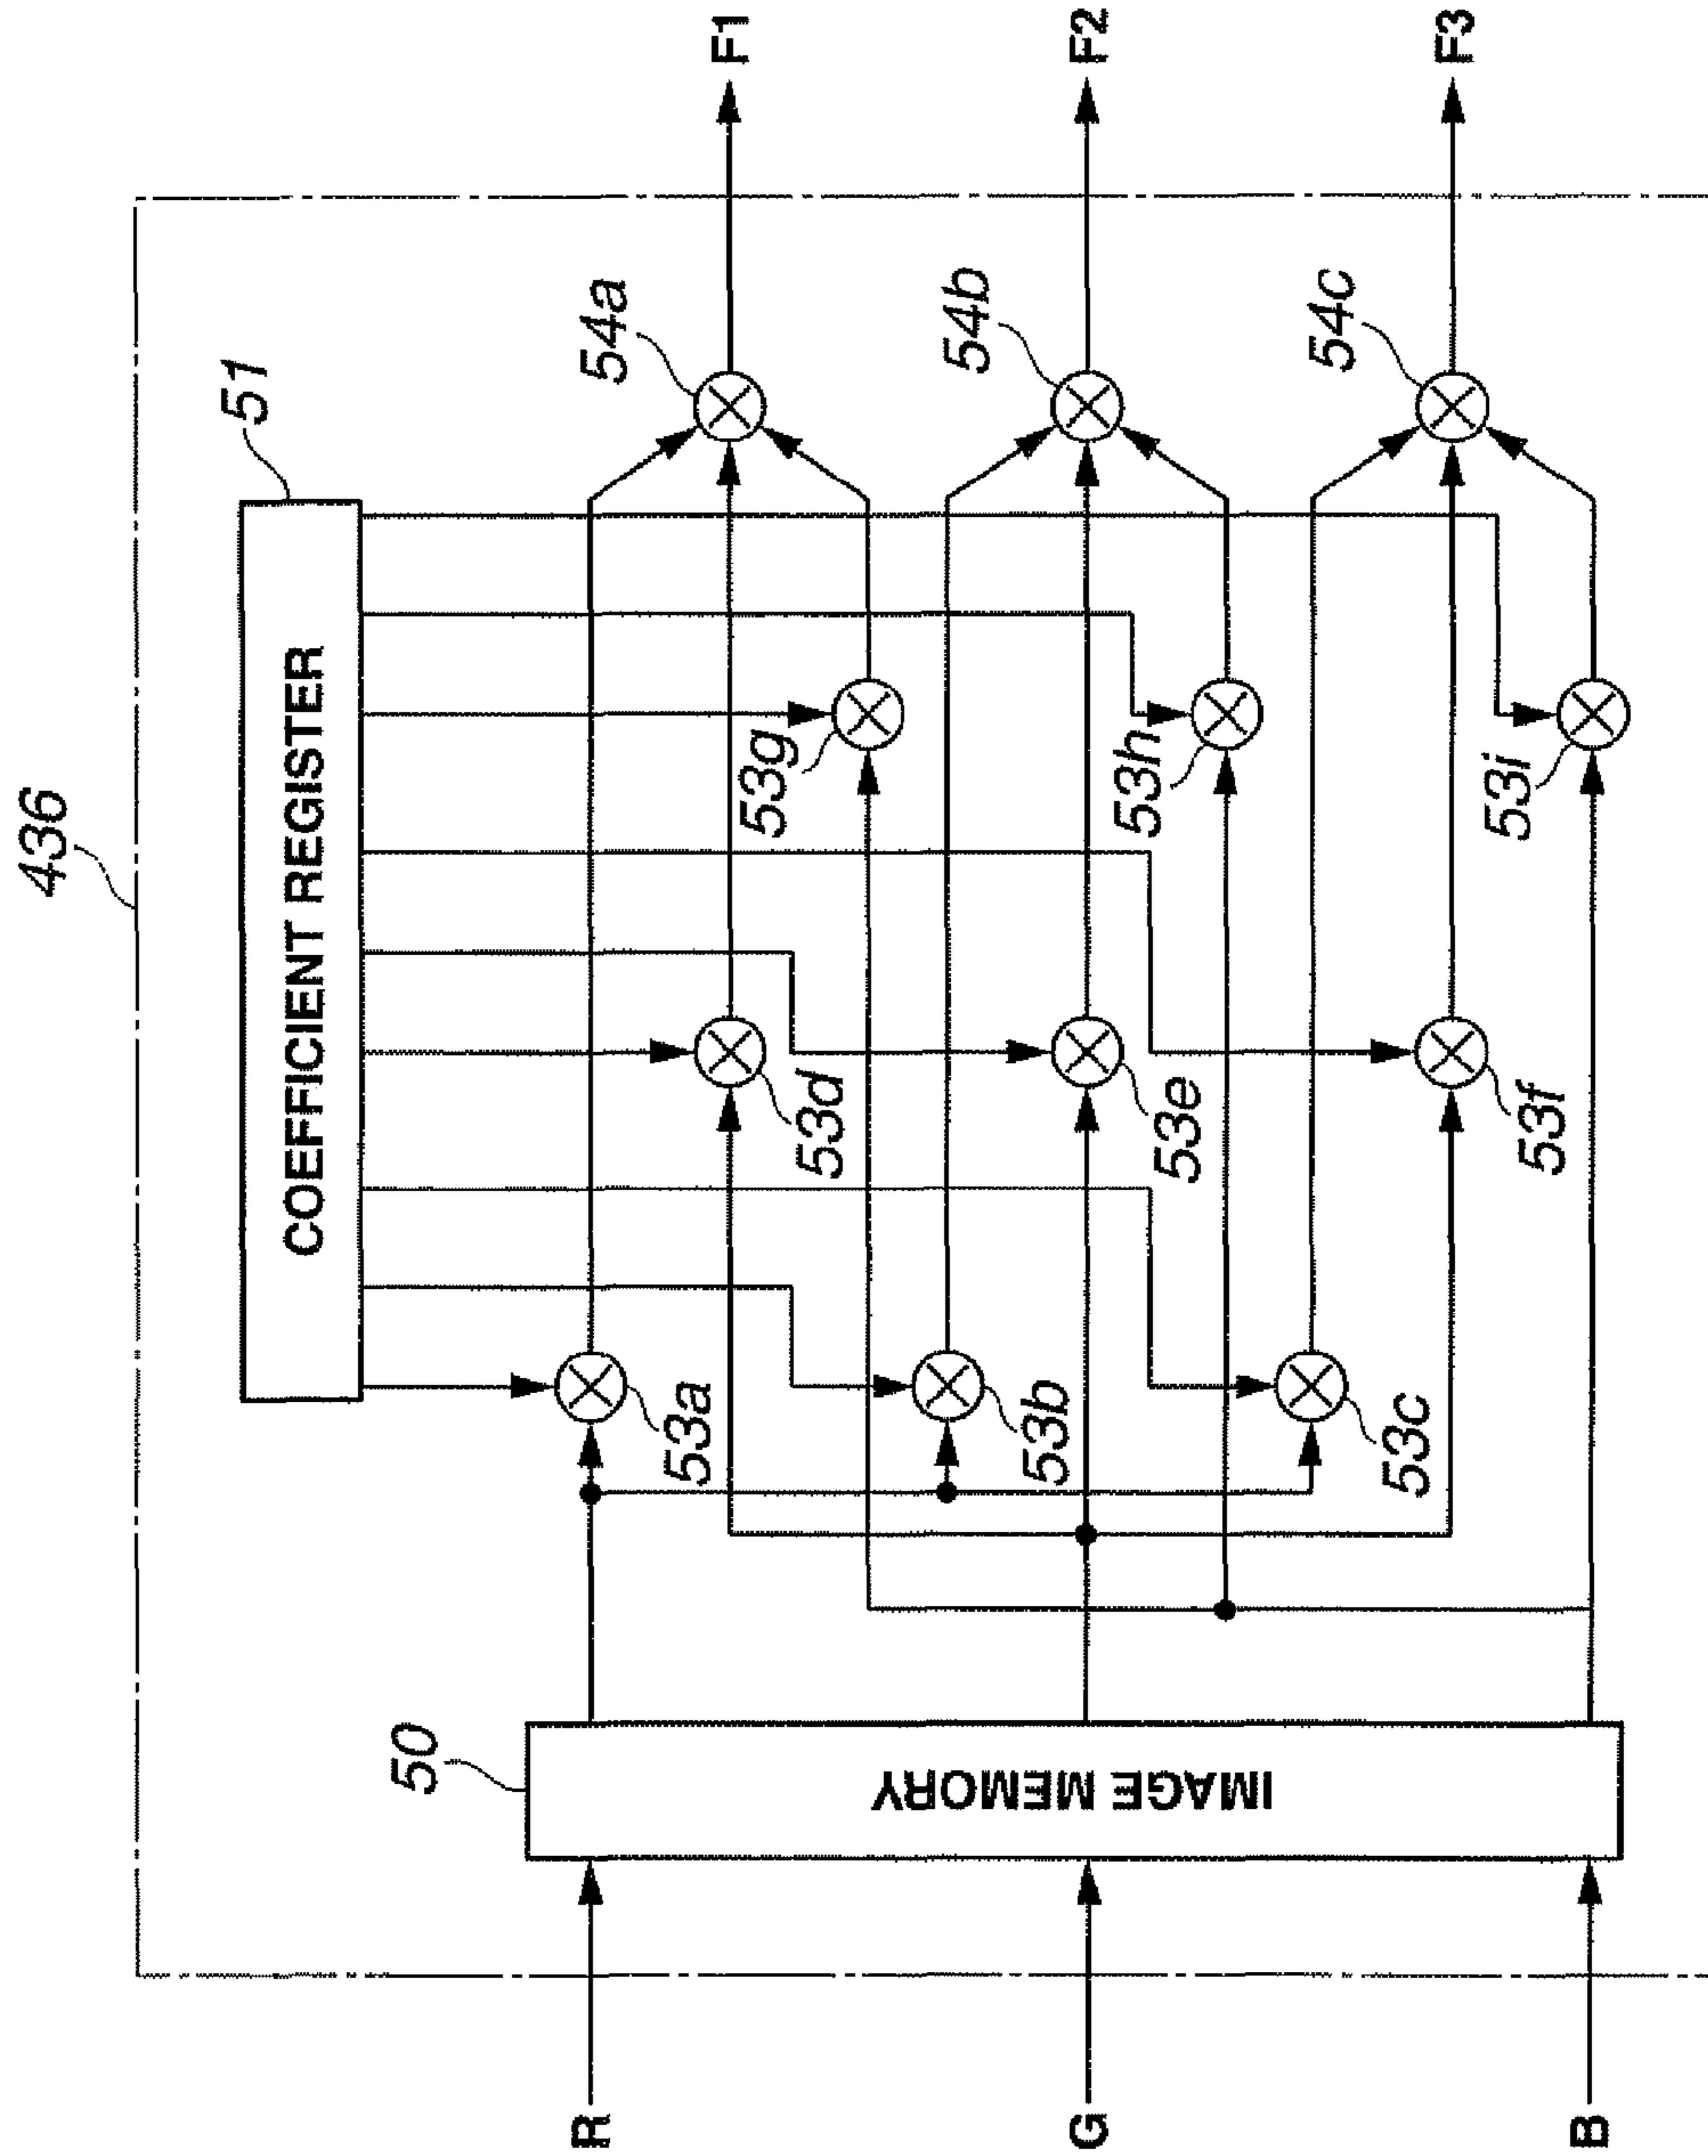 436
COEFFICIENT REGISTER
51
50
IMAGE MEMORY
R
G
B
53a
53b
53c
53d
53e
53f
53g
53h
53i
54a
54b
54c
F1
F2
F3